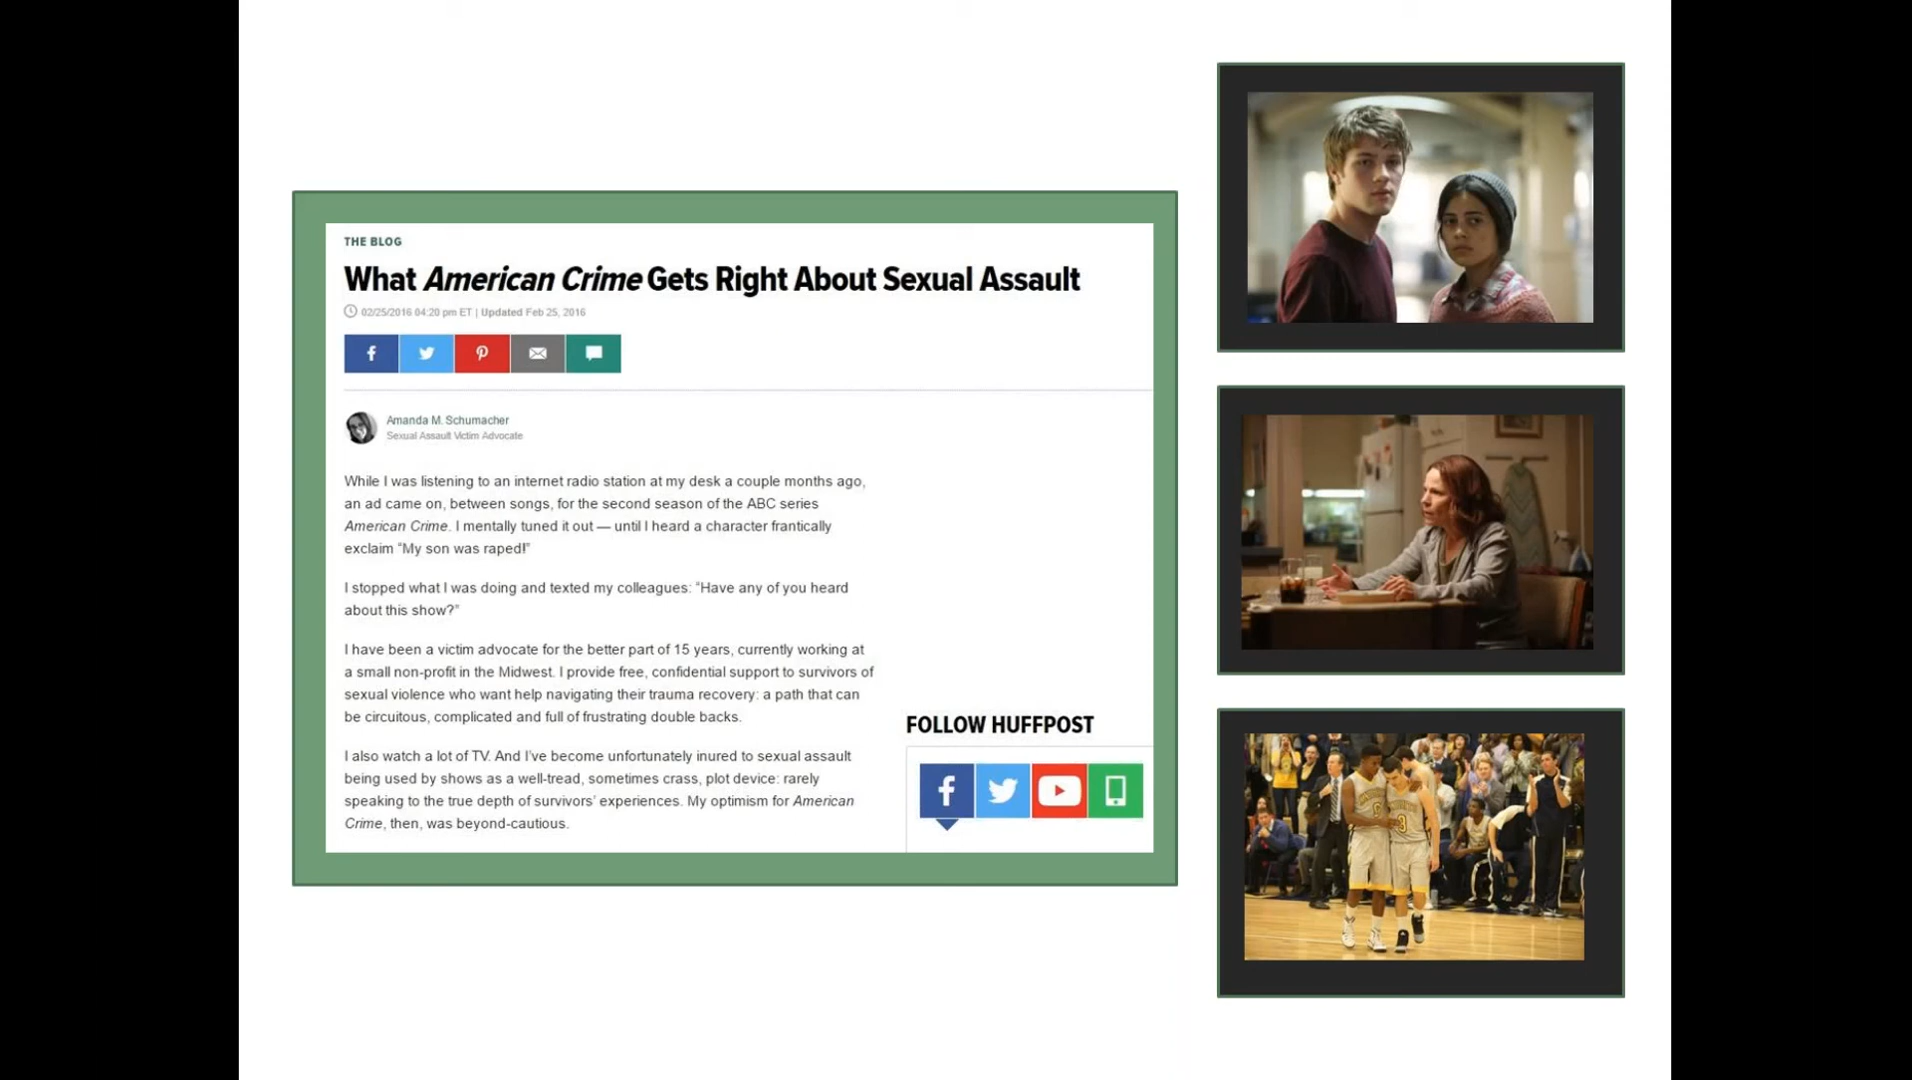 THE BLOG
What American Crime Gets Right About Sexual Assault
02/25/2016 04:20 pm ET | Updated Feb 25, 2016
Amanda M. Schumacher
Sexual Assault Victim Advocate
While I was listening to an internet radio station at my desk a couple months ago,
an ad came on, between songs, for the second season of the ABC series
American Crime. I mentally tuned it out — until I heard a character frantically
exclaim “My son was raped!”
I stopped what I was doing and texted my colleagues: “Have any of you heard
about this show?”
I have been a victim advocate for the better part of 15 years, currently working at
a small non-profit in the Midwest. I provide free, confidential support to survivors of
sexual violence who want help navigating their trauma recovery: a path that can
be circuitous, complicated and full of frustrating double backs.
I also watch a lot of TV. And I’ve become unfortunately inured to sexual assault
being used by shows as a well-tread, sometimes crass, plot device: rarely
speaking to the true depth of survivors’ experiences. My optimism for American
Crime, then, was beyond-cautious.
FOLLOW HUFFPOST